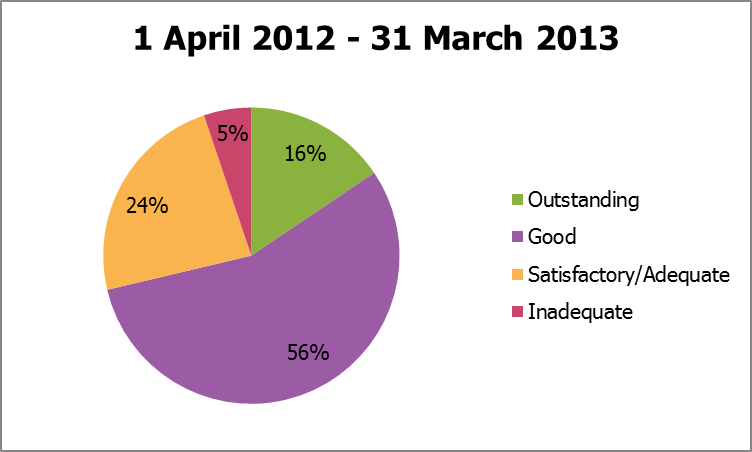 1 April 2012 - 31 March 2013
5%
16%
24%
56%
Outstanding
Good
Satisfactory/Adequate
Inadequate